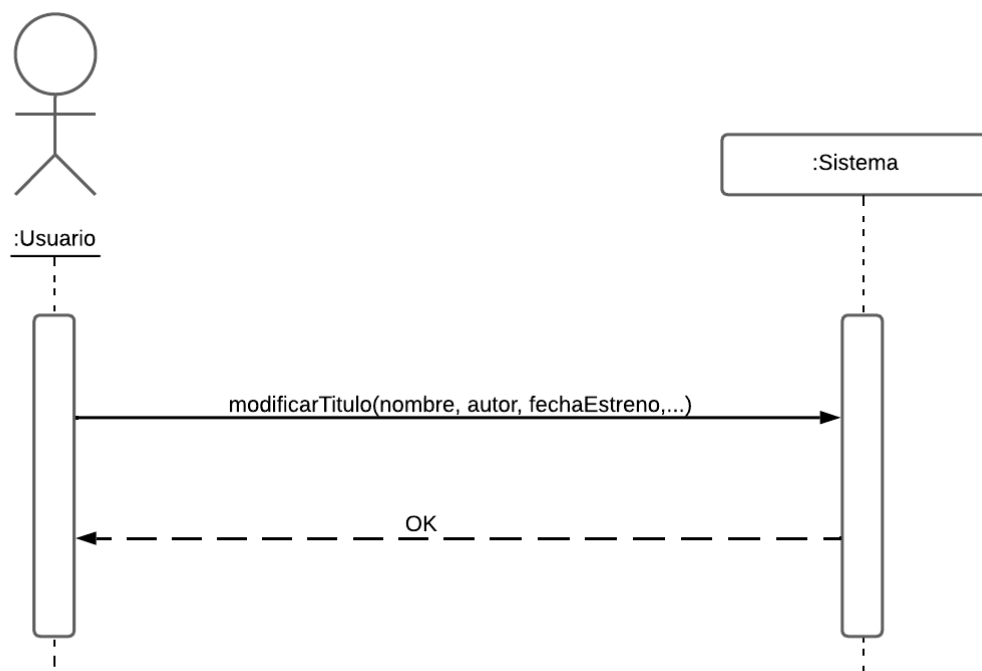 :Sistema
:Usuario
modificarTitulo(nombre, autor, fechaEstreno,...)
OK